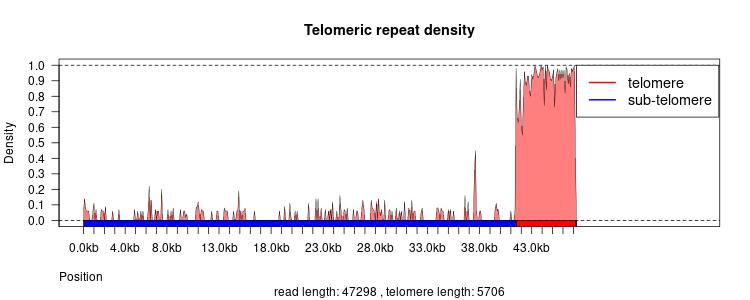 Telomeric repeat density
1.0
0.9
0.8
0.7
0.6
0.5
0.4
0.3
0.2
0.1
0.0
Density
telomere
sub-telomere
0.0kb 4.0kb 8.0kb 13.0kb 18.0kb 23.0kb 28.0kb 33.0kb 38.0kb 43.0kb
Position
read length: 47298 , telomere length: 5706